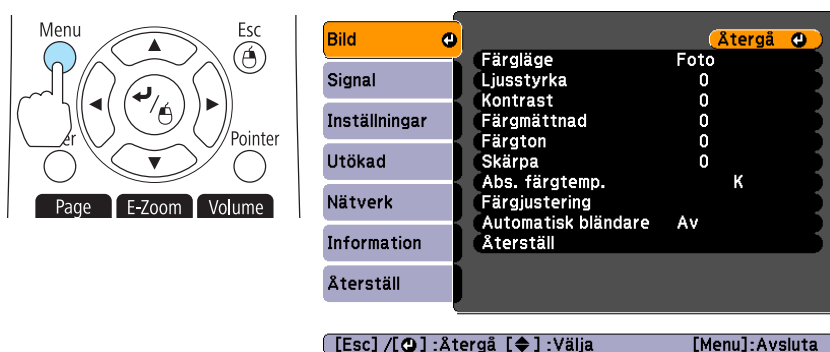 Menu
Esc
er
Pointer
Page E-Zoom Volume
Bild
Signal
Inställningar
Utökad
Nätverk
Information
Återställ
Återgå
Färgläge Foto
Ljusstyrka 0
Kontrast 0
Färgmättnad 0
Färgton 0
Skärpa 0
Abs. färgtemp. K
Färgjustering
Automatisk bländare Av
Återställ
[Esc] /[ ] :Återgå [ ] :Välja [Menu]:Avsluta